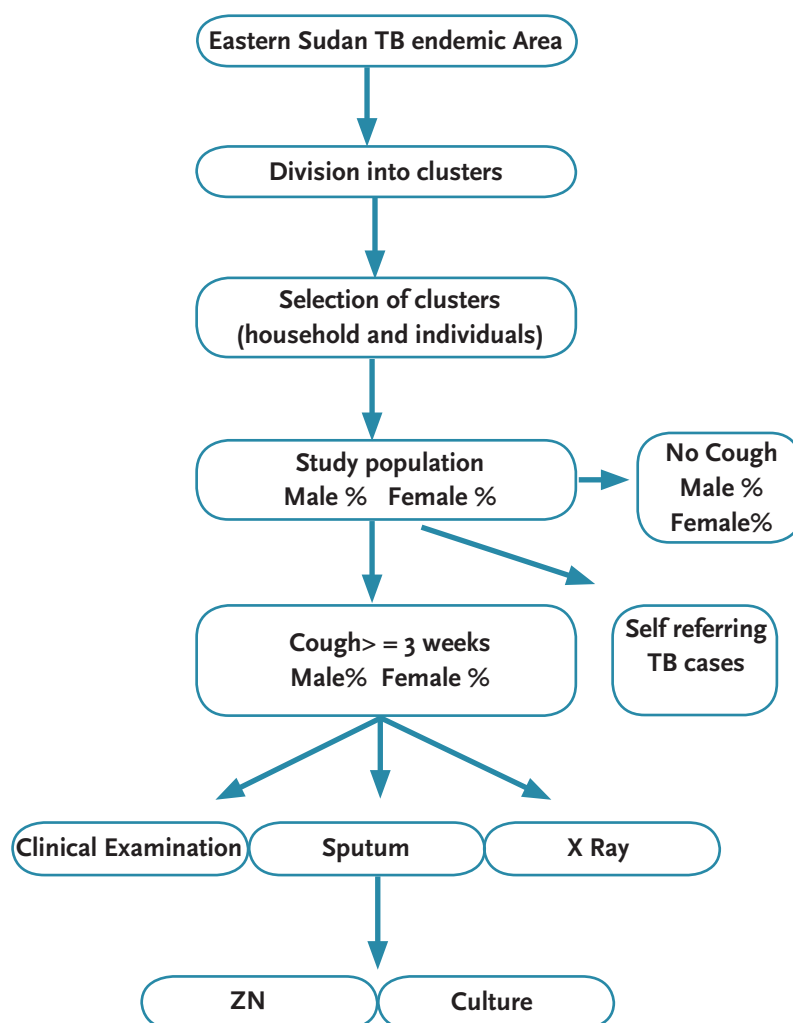 Eastern Sudan TB endemic Area
Division into clusters
Selection of clusters
(household and individuals)
Study population
Male % Female %
No Cough
Male %
Female%
Cough> = 3 weeks
Male% Female %
Self referring
TB cases
Clinical Examination
Sputum
X Ray
ZN
Culture